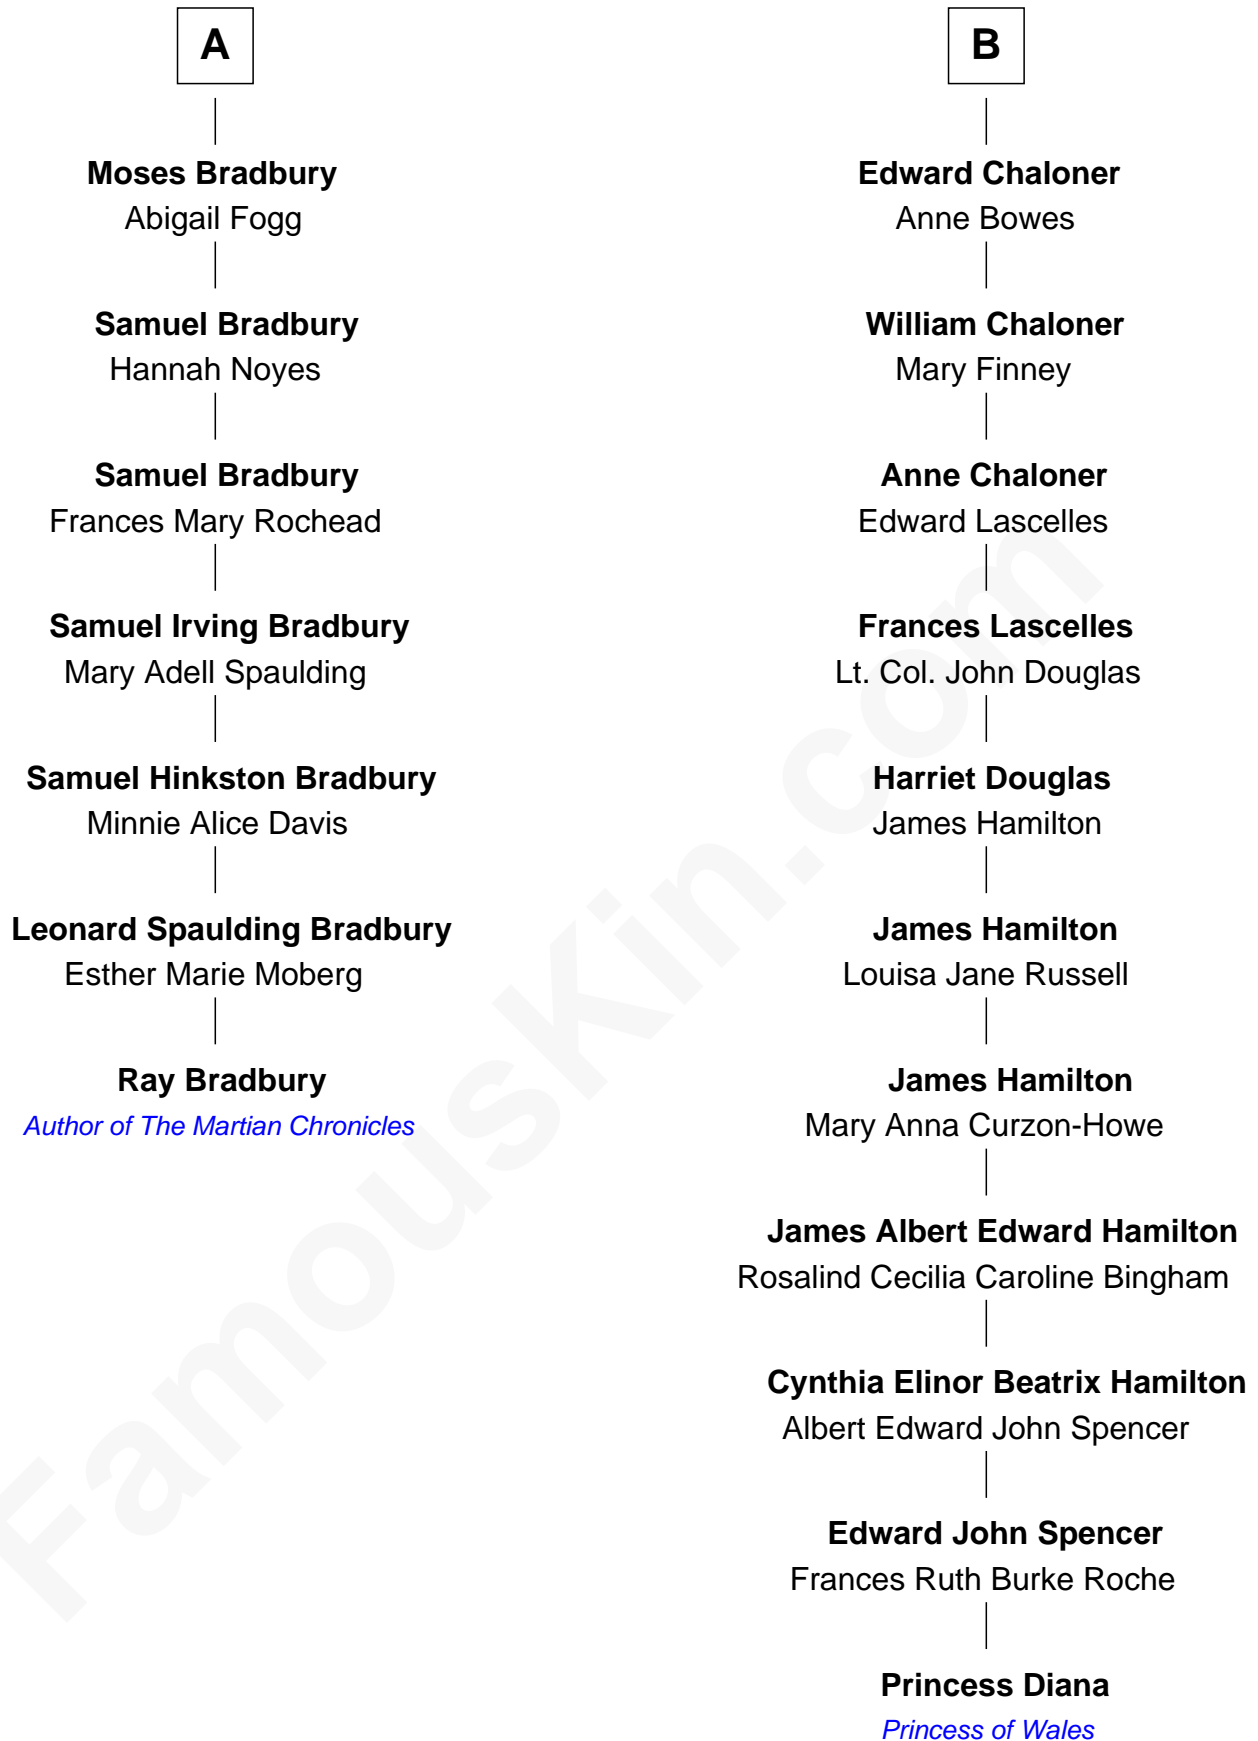 A
Moses Bradbury
Abigail Fogg
Samuel Bradbury
Hannah Noyes
Samuel Bradbury
Frances Mary Rochead
Samuel Irving Bradbury
Mary Adell Spaulding
Samuel Hinkston Bradbury
Minnie Alice Davis
Leonard Spaulding Bradbury
Esther Marie Moberg
Ray Bradbury
Author of The Martian Chronicles
B
Edward Chaloner
Anne Bowes
William Chaloner
Mary Finney
Anne Chaloner
Edward Lascelles
Frances Lascelles
Lt. Col. John Douglas
Harriet Douglas
James Hamilton
James Hamilton
Louisa Jane Russell
James Hamilton
Mary Anna Curzon-Howe
James Albert Edward Hamilton
Rosalind Cecilia Caroline Bingham
Cynthia Elinor Beatrix Hamilton
Albert Edward John Spencer
Edward John Spencer
Frances Ruth Burke Roche
Princess Diana
Princess of Wales
FamousKin.com